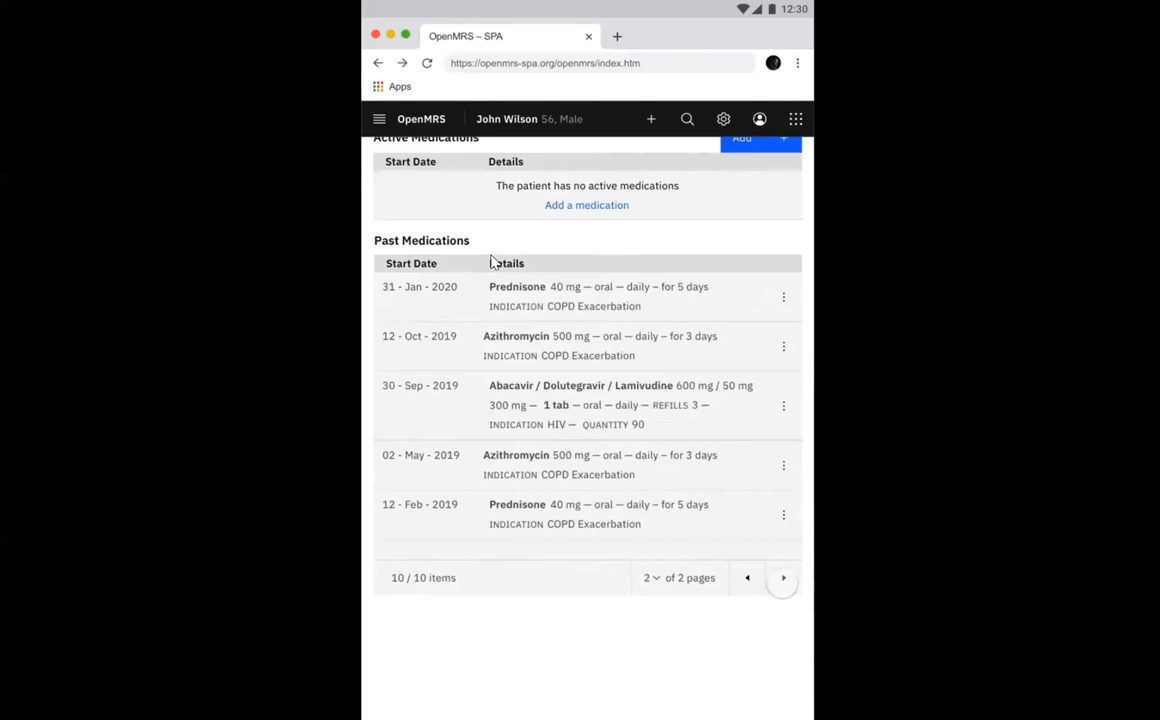 12:30
OpenMRS – SPA
https://openmrs-spa.org/openmrs/index.htm
Apps
OpenMRS John Wilson 56, Male
Active Medications Add +
Start Date Details
The patient has no active medications
Add a medication
Past Medications
Start Date Details
31 - Jan - 2020 Prednisone 40 mg — oral — daily – for 5 days
INDICATION COPD Exacerbation
12 - Oct - 2019 Azithromycin 500 mg — oral — daily – for 3 days
INDICATION COPD Exacerbation
30 - Sep - 2019 Abacavir / Dolutegravir / Lamivudine 600 mg / 50 mg
300 mg — 1 tab — oral — daily — REFILLS 3 —
INDICATION HIV — QUANTITY 90
02 - May - 2019 Azithromycin 500 mg — oral — daily – for 3 days
INDICATION COPD Exacerbation
12 - Feb - 2019 Prednisone 40 mg — oral — daily – for 5 days
INDICATION COPD Exacerbation
10 / 10 items 2 of 2 pages